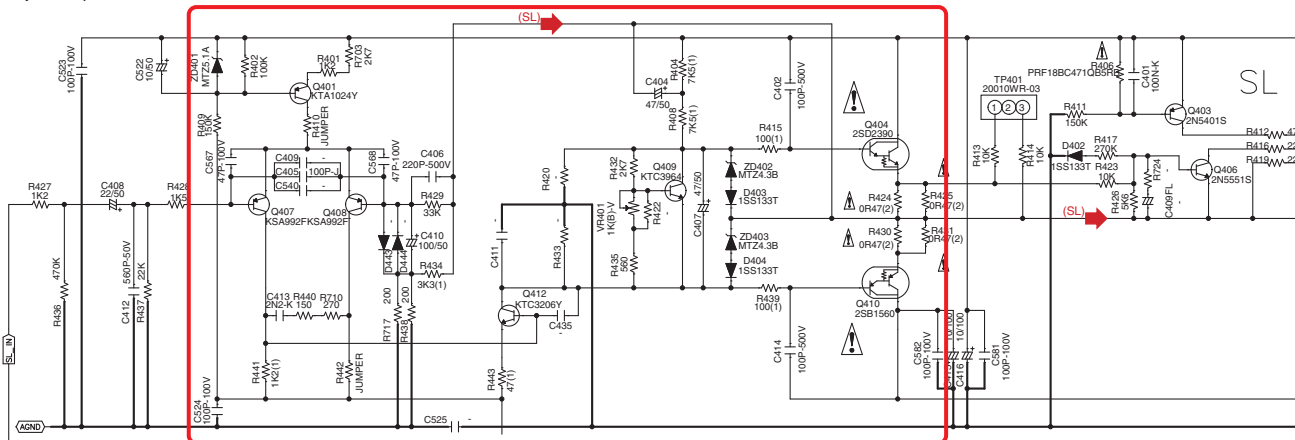 (SL)
C523
100P-100V
C522
10/50
ZD401
MTZ5.1A
R402
100K
R401
1K2
R703
2K7
Q401
KTA1024Y
R410
JUMPER
R409
150K
C567
47P-100V
C409
-
C405
100P-J
C540
-
C568
47P-100V
C406
220P-500V
R427
1K2
C408
22/50
R428
1K5
Q407
KSA992F
Q408
KSA992F
R429
33K
C410
100/50
D443
D444
R434
3K3(1)
470K
R436
560P-50V
C412
22K
R437
C413
2N2-K
R440
150
R710
270
200
R717
200
R438
R441
1K2(1)
R442
JUMPER
C524
100P-100V
SL_IN
AGND
C525
-
R443
47(1)
Q412
KTC3206Y
C435
-
C411
R420
R433
C404
47/50
R404
7K5(1)
R408
7K5(1)
R432
2K7
Q409
KTC3964
VR401
1K(B)-V
R422
R435
560
47/50
C407
ZD402
MTZ4.3B
D403
1SS133T
ZD403
MTZ4.3B
D404
1SS133T
R415
100(1)
R439
100(1)
C402
100P-500V
C414
100P-500V
Q404
2SD2390
R424
0R47(2)
R425
0R47(2)
R430
0R47(2)
R431
0R47(2)
Q410
2SB1560
C582
100P-100V
10/100
C415
10/100
C416
C581
100P-100V
TP401
20010WR-03
1 2 3
R413
10K
R414
10K
R406
PRF18BC471QB5RB
C401
100N-K
R411
150K
Q403
2N5401S
D402
1SS133T
R417
270K
R423
10K
R426
5K6
R724
C409FL
-
Q406
2N5551S
R412
47
R416
22
R419
22
(SL)
SL